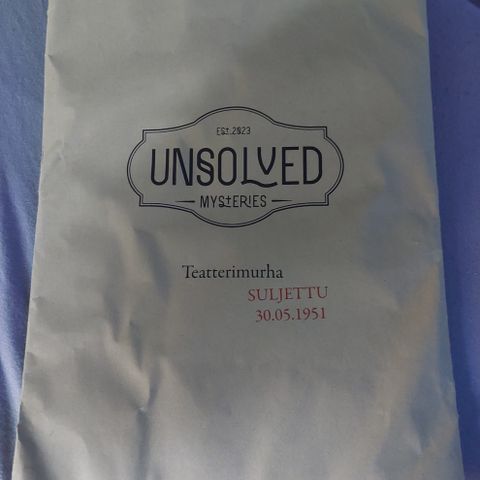 EST. 2023
UNSOLVED
MYSTERIES
Teatterimurha
SULJETTU
30.05.1951